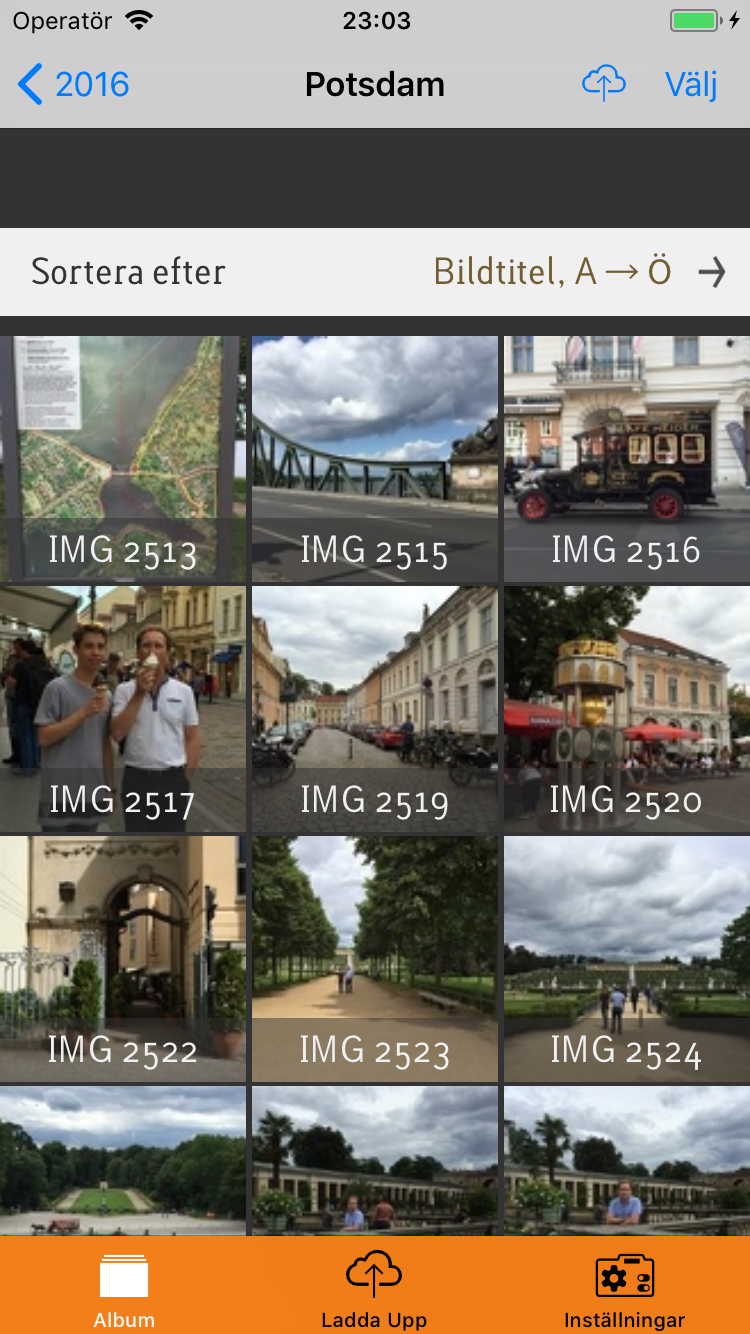 Operatör 23:03
2016 Potsdam Välj
Sortera efter Bildtitel, A → Ö →
IMG 2513 IMG 2515 IMG 2516
IMG 2517 IMG 2519 IMG 2520
IMG 2522 IMG 2523 IMG 2524
Album Ladda Upp Inställningar